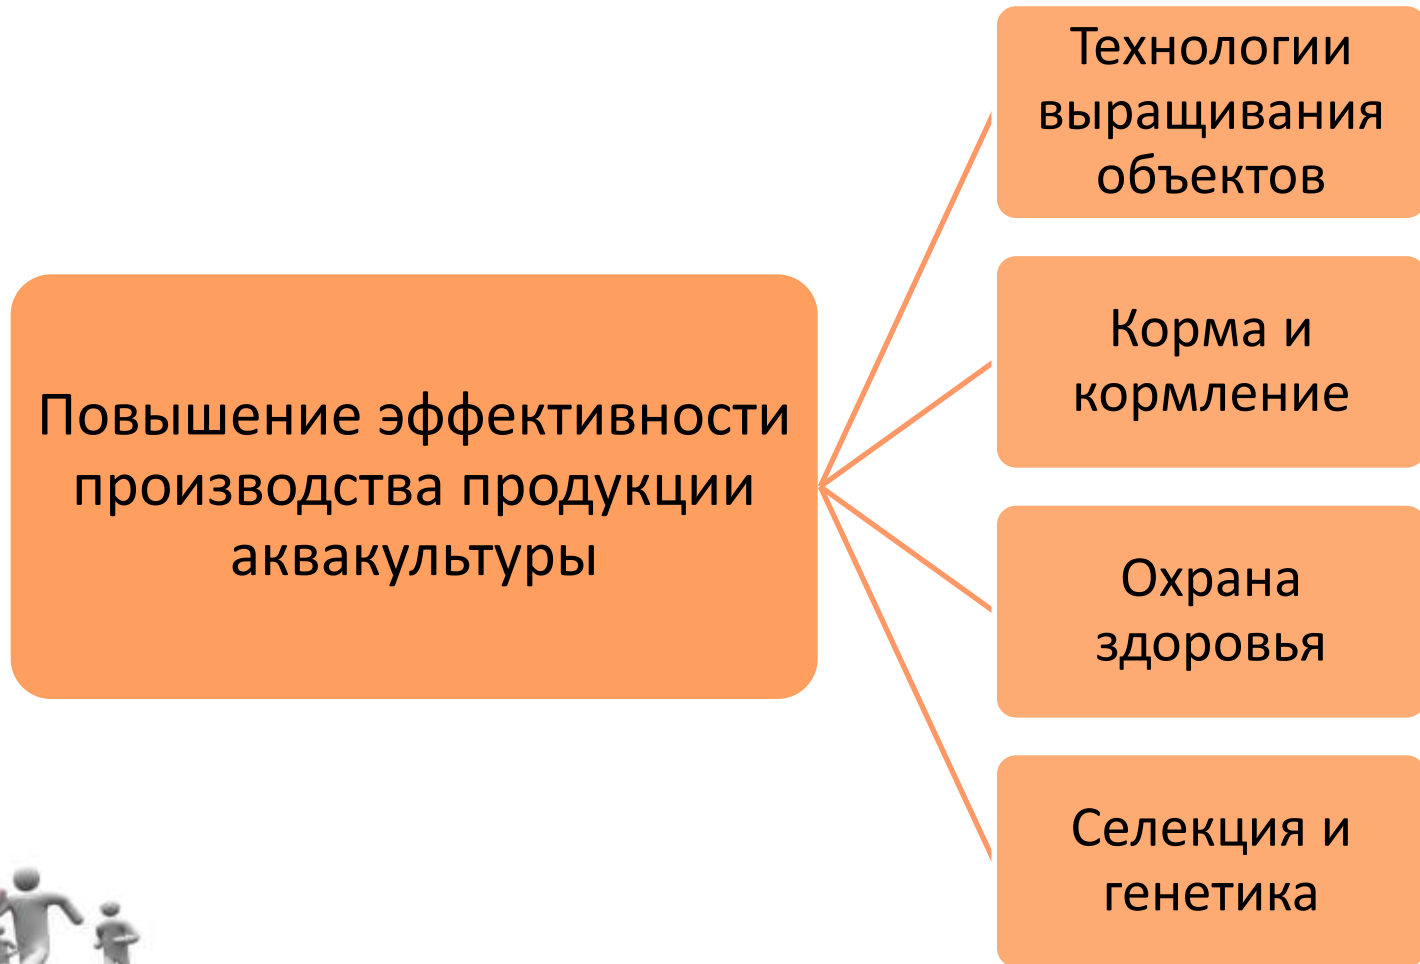 Повышение эффективности
производства продукции
аквакультуры
Технологии
выращивания
объектов
Корма и
кормление
Охрана
здоровья
Селекция и
генетика